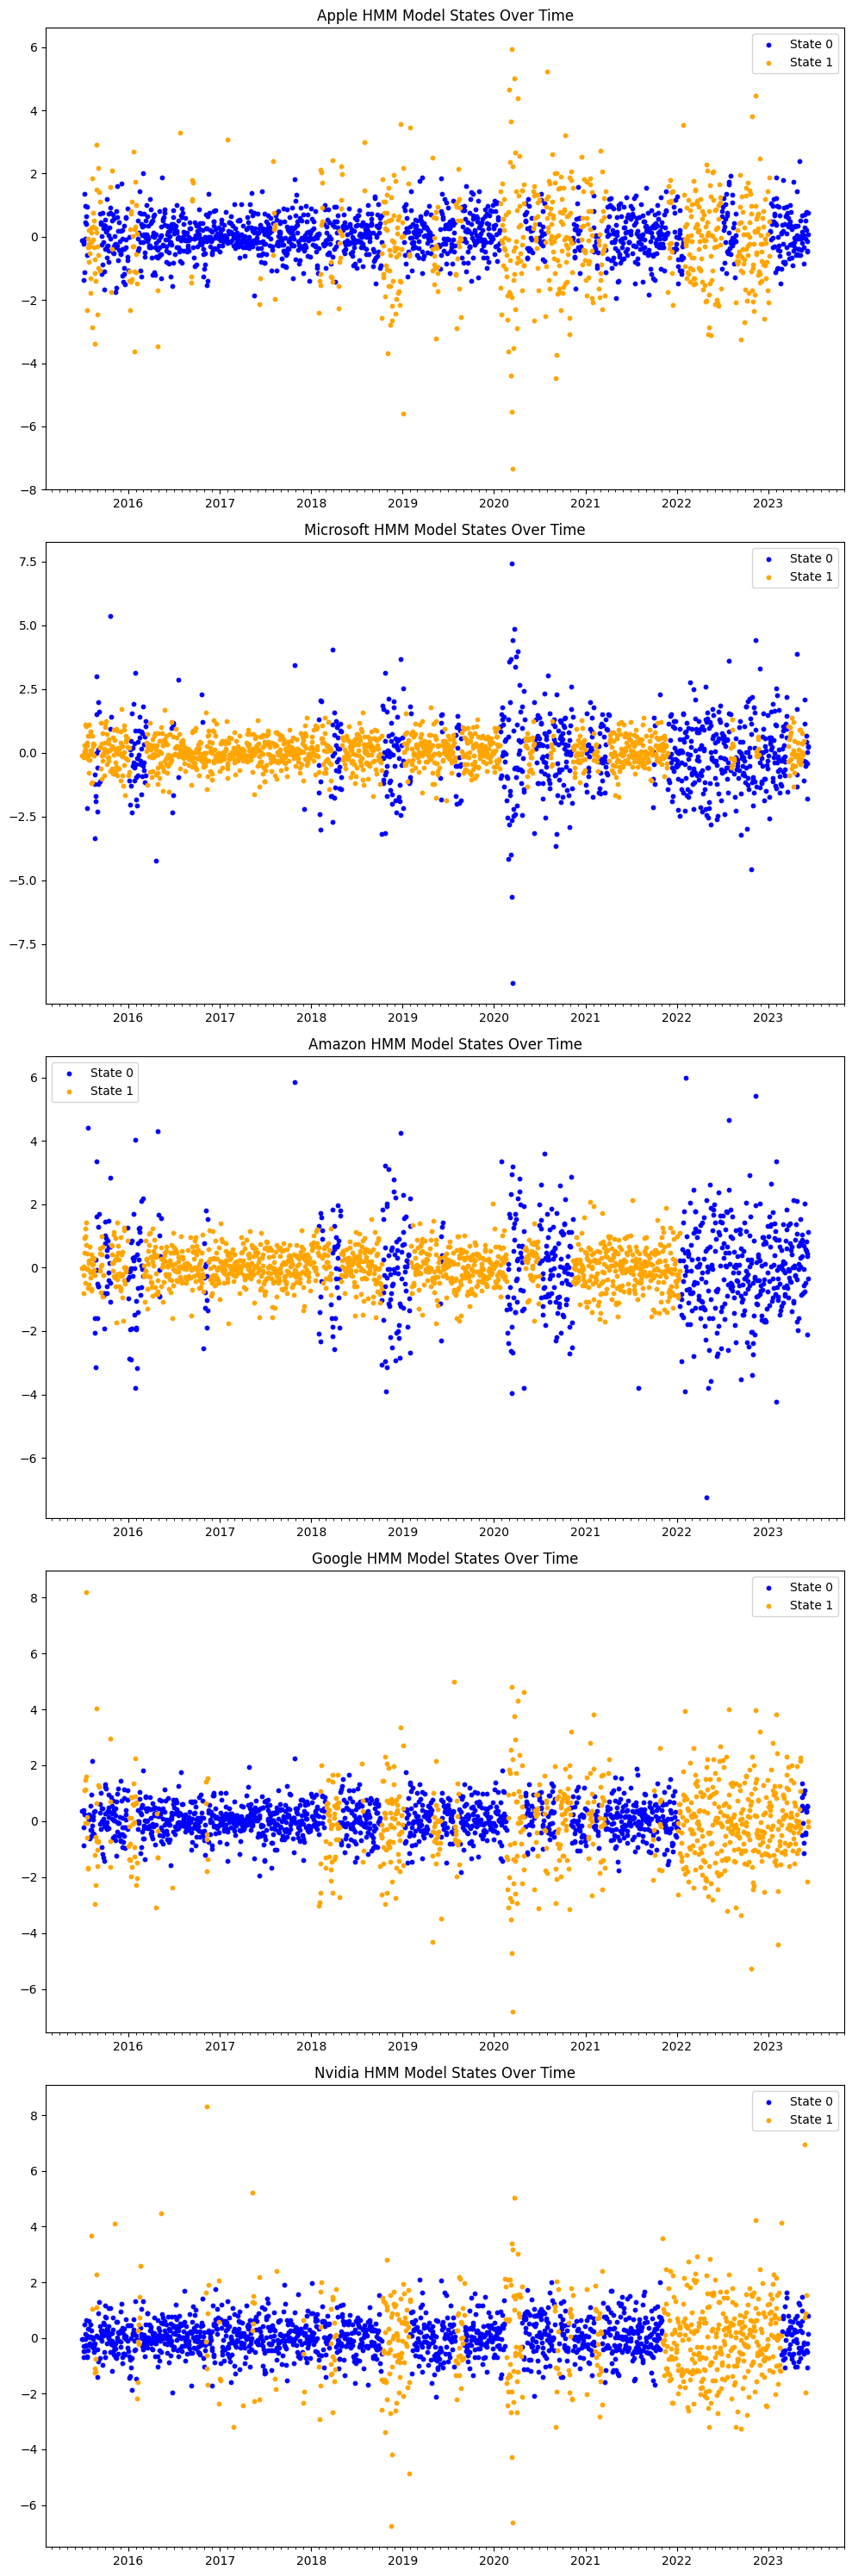 Apple HMM Model States Over Time
State 0
State 1
6
4
2
0
−2
−4
−6
−8
2016 2017 2018 2019 2020 2021 2022 2023
Microsoft HMM Model States Over Time
State 0
State 1
7.5
5.0
2.5
0.0
−2.5
−5.0
−7.5
2016 2017 2018 2019 2020 2021 2022 2023
Amazon HMM Model States Over Time
State 0
State 1
6
4
2
0
−2
−4
−6
2016 2017 2018 2019 2020 2021 2022 2023
Google HMM Model States Over Time
State 0
State 1
8
6
4
2
0
−2
−4
−6
2016 2017 2018 2019 2020 2021 2022 2023
Nvidia HMM Model States Over Time
State 0
State 1
8
6
4
2
0
−2
−4
−6
2016 2017 2018 2019 2020 2021 2022 2023